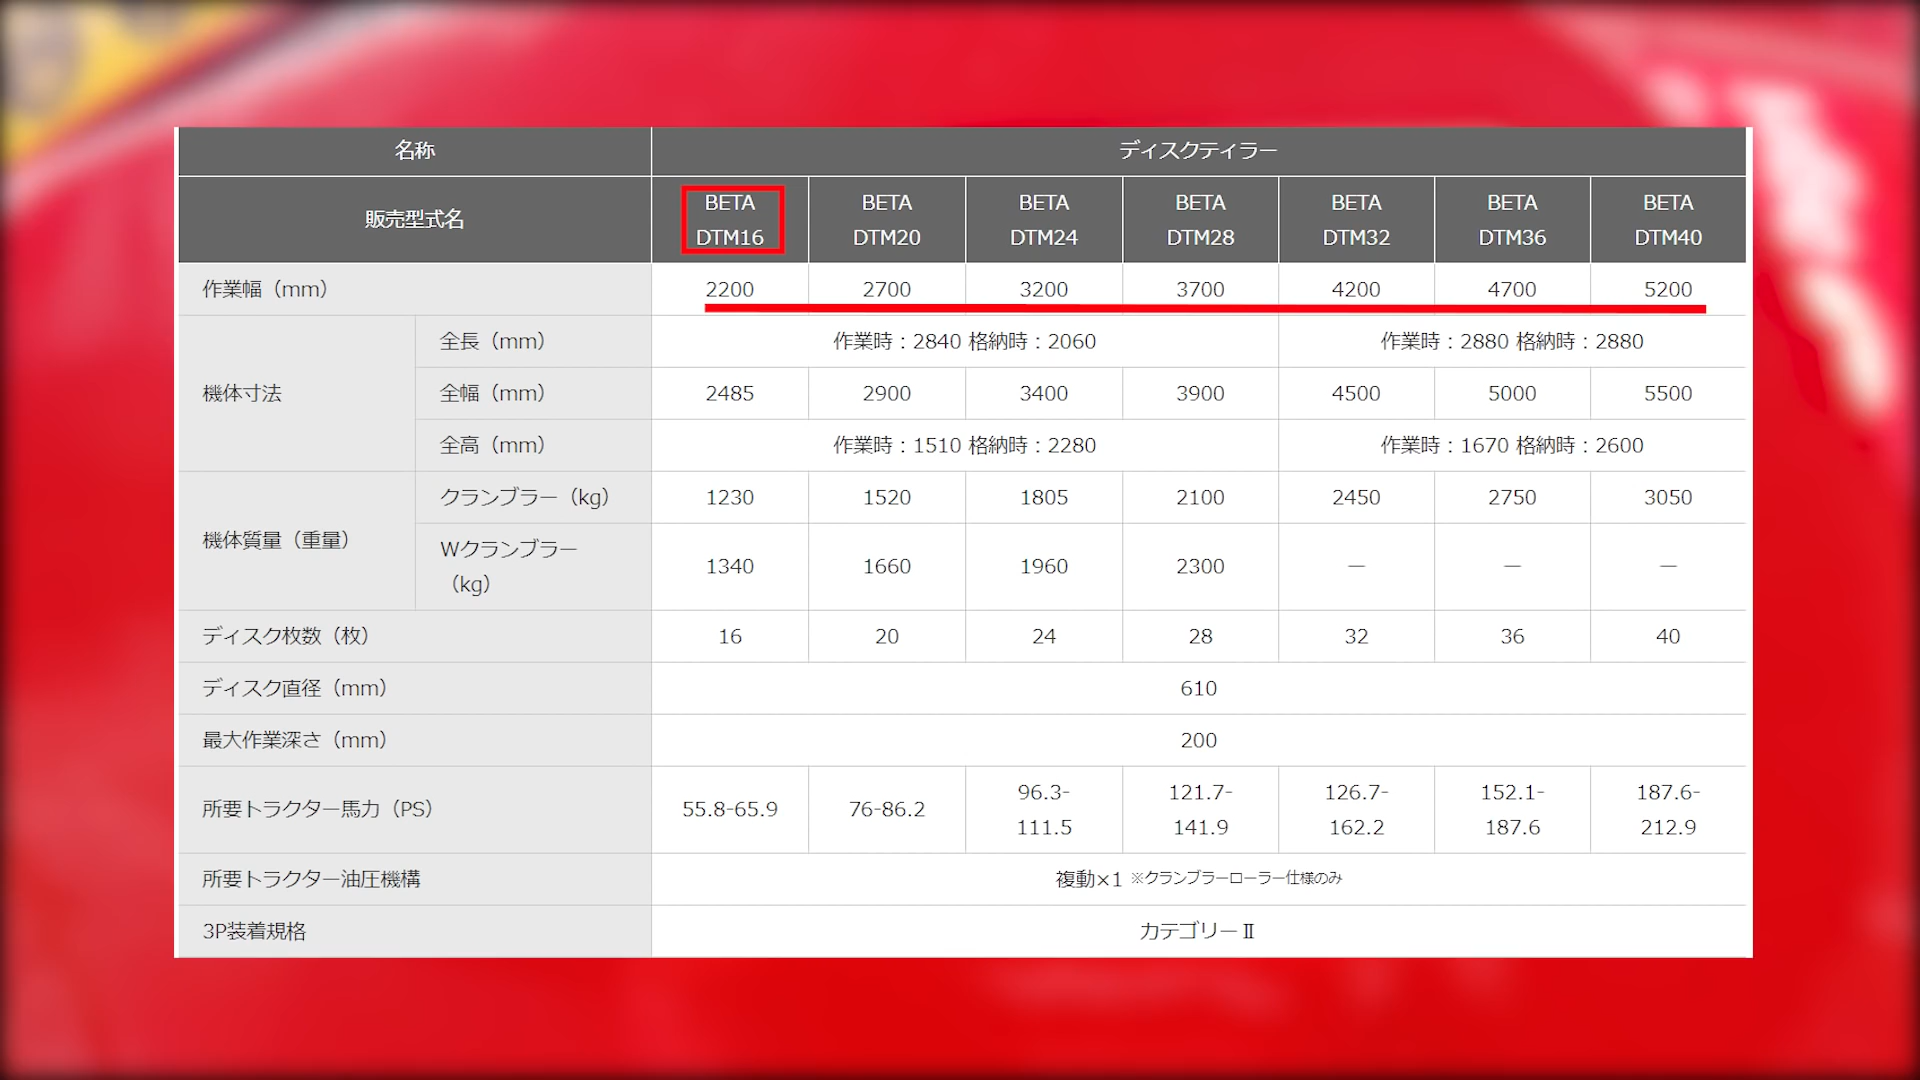 名称 ディスクティラー
販売型式名 BETA DTM16 BETA DTM20 BETA DTM24 BETA DTM28 BETA DTM32 BETA DTM36 BETA DTM40
作業幅（mm） 2200 2700 3200 3700 4200 4700 5200
機体寸法 全長（mm） 作業時：2840 格納時：2060 作業時：2880 格納時：2880
全幅（mm） 2485 2900 3400 3900 4500 5000 5500
全高（mm） 作業時：1510 格納時：2280 作業時：1670 格納時：2600
機体質量（重量） クランブラー（kg） 1230 1520 1805 2100 2450 2750 3050
Wクランブラー（kg） 1340 1660 1960 2300 － － －
ディスク枚数（枚） 16 20 24 28 32 36 40
ディスク直径（mm） 610
最大作業深さ（mm） 200
所要トラクター馬力（PS） 55.8-65.9 76-86.2 96.3-111.5 121.7-141.9 126.7-162.2 152.1-187.6 187.6-212.9
所要トラクター油圧機構 複動×1 ※クランブラーローラー仕様のみ
3P装着規格 カテゴリーⅡ